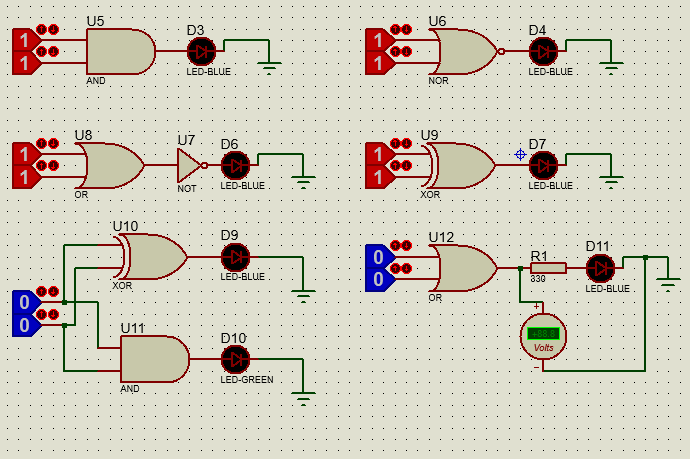 U5
1
1
D3
AND
LED-BLUE
U6
1
1
D4
NOR
LED-BLUE
U8
U7
1
1
D6
OR
NOT
LED-BLUE
U9
1
1
D7
XOR
LED-BLUE
U10
D9
XOR
LED-BLUE
0
0
U11
D10
AND
LED-GREEN
U12
0
0
R1
D11
OR
330
LED-BLUE
+
Volts